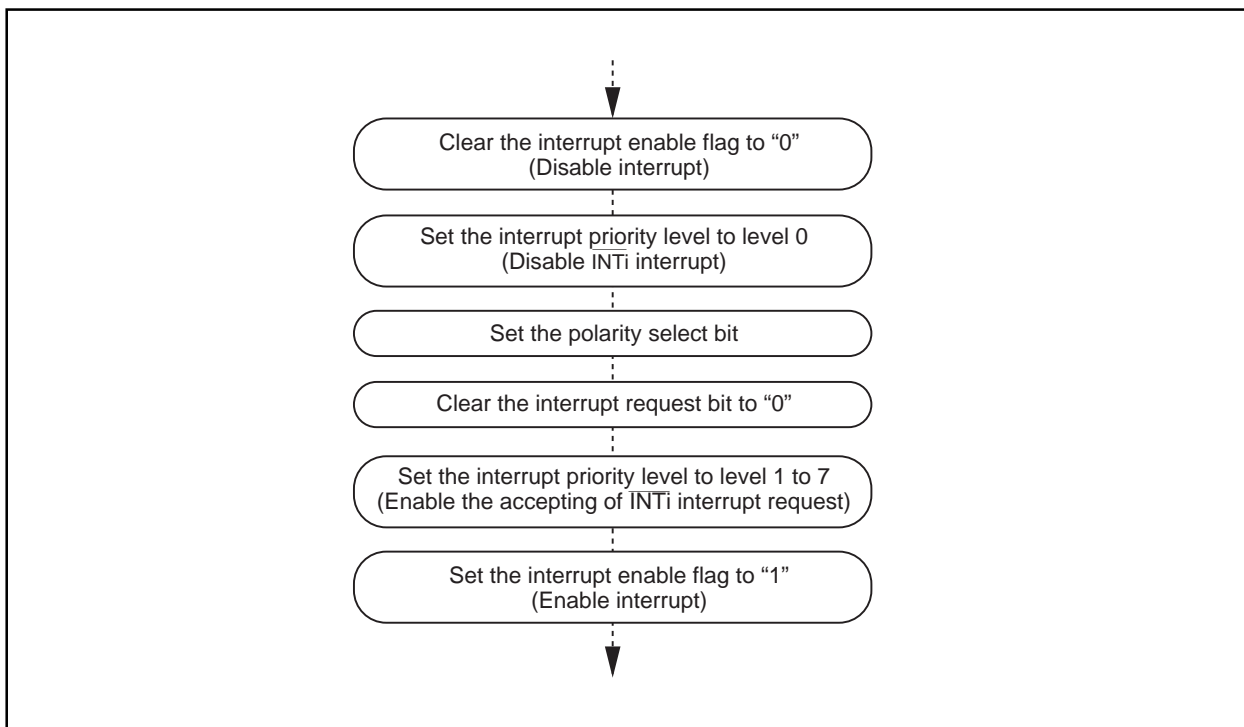 Clear the interrupt enable flag to “0”
(Disable interrupt)
Set the interrupt priority level to level 0
(Disable I̅N̅T̅i̅ interrupt)
Set the polarity select bit
Clear the interrupt request bit to “0”
Set the interrupt priority level to level 1 to 7
(Enable the accepting of I̅N̅T̅i̅ interrupt request)
Set the interrupt enable flag to “1”
(Enable interrupt)